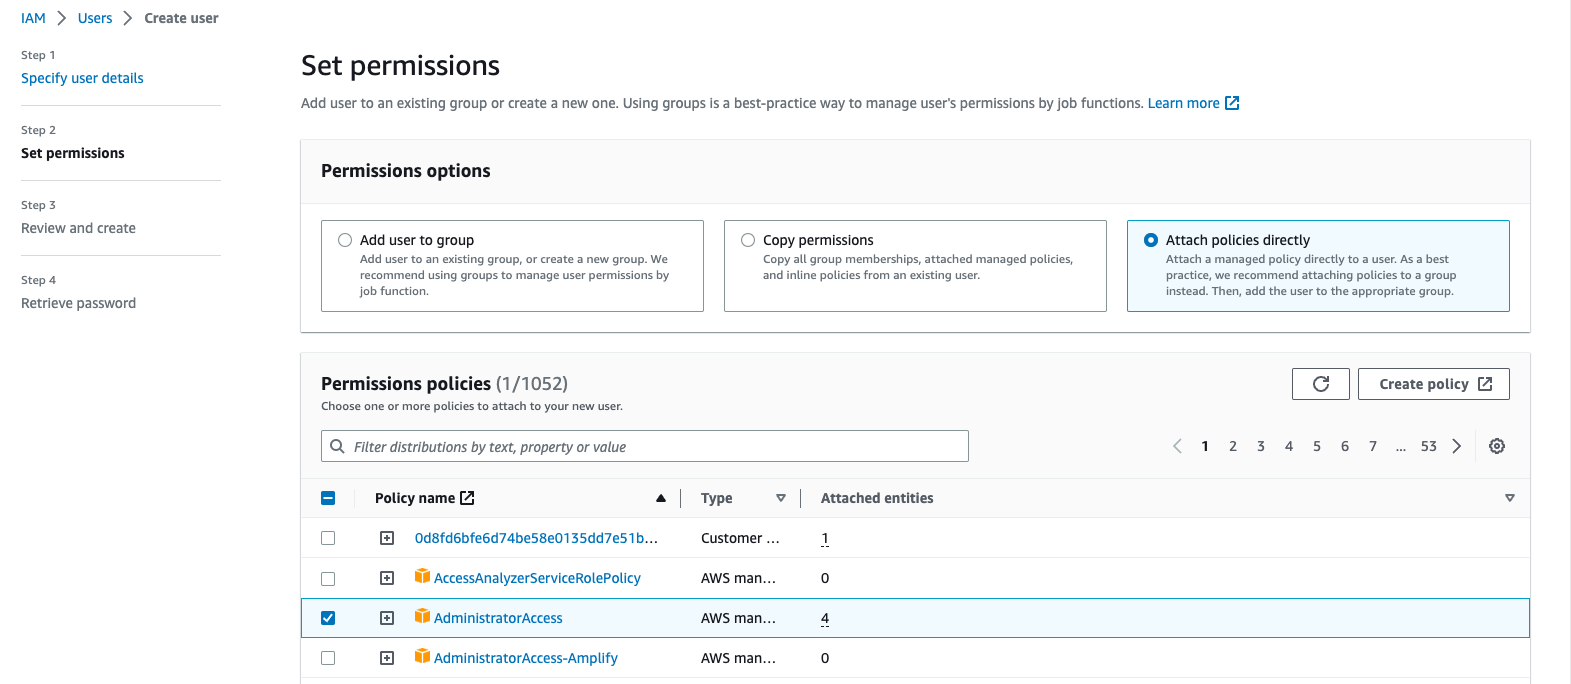 IAM > Users > Create user
Step 1
Specify user details
Step 2
Set permissions
Step 3
Review and create
Step 4
Retrieve password
Set permissions
Add user to an existing group or create a new one. Using groups is a best-practice way to manage user's permissions by job functions. Learn more
Permissions options
Add user to group
Add user to an existing group, or create a new group. We
recommend using groups to manage user permissions by
job function.
Copy permissions
Copy all group memberships, attached managed policies,
and inline policies from an existing user.
Attach policies directly
Attach a managed policy directly to a user. As a best
practice, we recommend attaching policies to a group
instead. Then, add the user to the appropriate group.
Permissions policies (1/1052)
Choose one or more policies to attach to your new user.
Create policy
Filter distributions by text, property or value
1 2 3 4 5 6 7 ... 53
Policy name Type Attached entities
0d8fd6bfe6d74be58e0135dd7e51b... Customer ... 1
AccessAnalyzerServiceRolePolicy AWS man... 0
AdministratorAccess AWS man... 4
AdministratorAccess-Amplify AWS man... 0